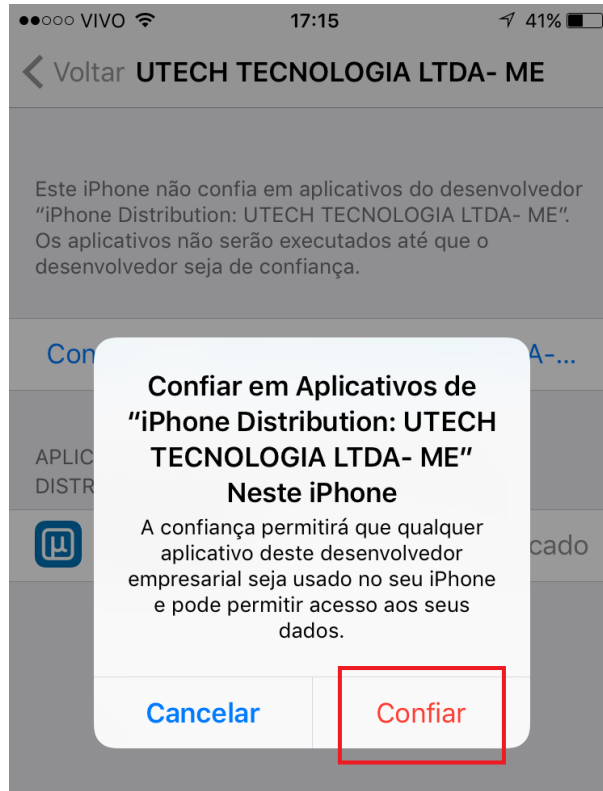 VIVO 17:15 41%
Voltar UTECH TECNOLOGIA LTDA- ME
Este iPhone não confia em aplicativos do desenvolvedor
“iPhone Distribution: UTECH TECNOLOGIA LTDA- ME”.
Os aplicativos não serão executados até que o
desenvolvedor seja de confiança.
Con A-...
Confiar em Aplicativos de
“iPhone Distribution: UTECH
TECNOLOGIA LTDA- ME”
Neste iPhone
APLIC
DISTR
A confiança permitirá que qualquer
aplicativo deste desenvolvedor
empresarial seja usado no seu iPhone
e pode permitir acesso aos seus
dados.
µ cado
Cancelar Confiar